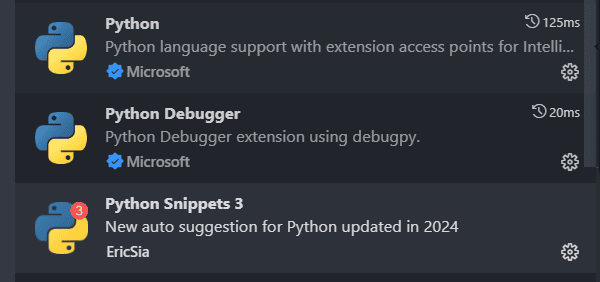 Python 125ms
Python language support with extension access points for Intelli...
Microsoft
Python Debugger 20ms
Python Debugger extension using debugpy.
Microsoft
Python Snippets 3
3
New auto suggestion for Python updated in 2024
EricSia